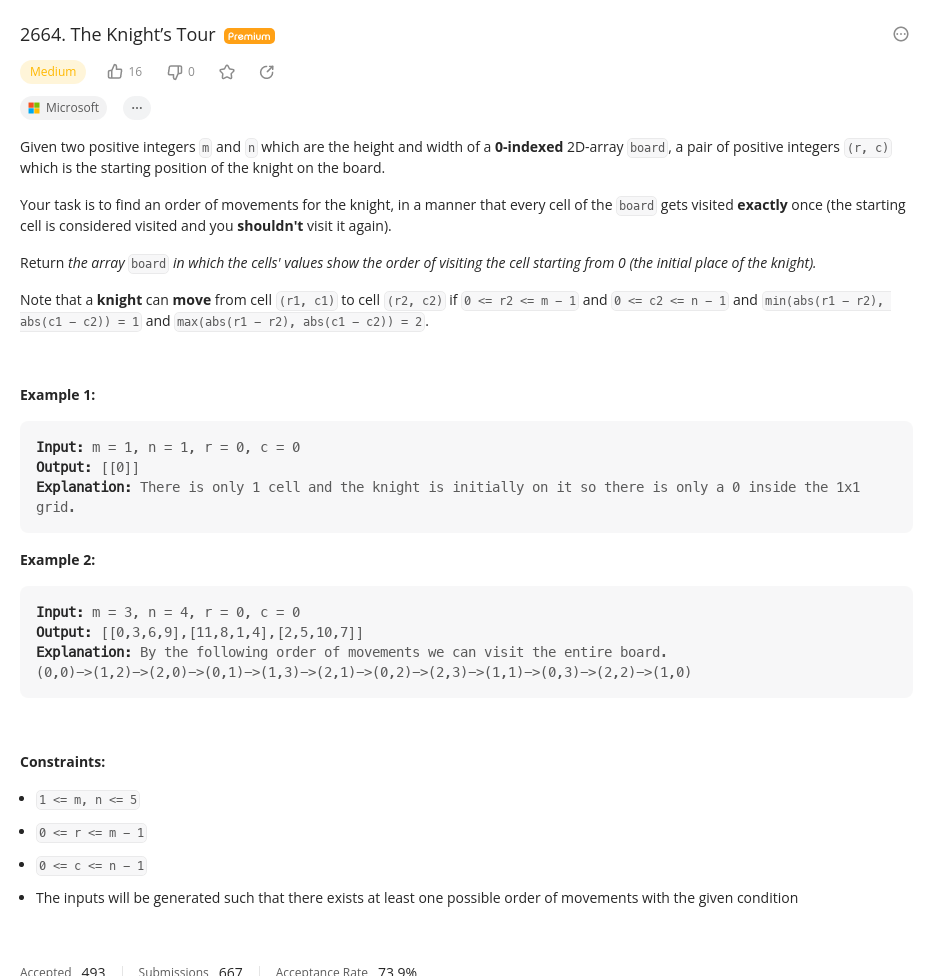 2664. The Knight’s Tour Premium
Medium 16 0
Microsoft ...
Given two positive integers m and n which are the height and width of a 0-indexed 2D-array board, a pair of positive integers (r, c)
which is the starting position of the knight on the board.
Your task is to find an order of movements for the knight, in a manner that every cell of the board gets visited exactly once (the starting
cell is considered visited and you shouldn't visit it again).
Return the array board in which the cells' values show the order of visiting the cell starting from 0 (the initial place of the knight).
Note that a knight can move from cell (r1, c1) to cell (r2, c2) if 0 <= r2 <= m − 1 and 0 <= c2 <= n − 1 and min(abs(r1 − r2),
abs(c1 − c2)) = 1 and max(abs(r1 − r2), abs(c1 − c2)) = 2.
Example 1:
Input: m = 1, n = 1, r = 0, c = 0
Output: [[0]]
Explanation: There is only 1 cell and the knight is initially on it so there is only a 0 inside the 1x1
grid.
Example 2:
Input: m = 3, n = 4, r = 0, c = 0
Output: [[0,3,6,9],[11,8,1,4],[2,5,10,7]]
Explanation: By the following order of movements we can visit the entire board.
(0,0)−>(1,2)−>(2,0)−>(0,1)−>(1,3)−>(2,1)−>(0,2)−>(2,3)−>(1,1)−>(0,3)−>(2,2)−>(1,0)
Constraints:
• 1 <= m, n <= 5
• 0 <= r <= m − 1
• 0 <= c <= n − 1
• The inputs will be generated such that there exists at least one possible order of movements with the given condition
Accepted 493 Submissions 667 Acceptance Rate 73.9%